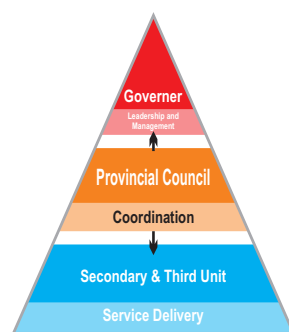 Governer
Leadership and
Management
Provincial Council
Coordination
Secondary & Third Unit
Service Delivery